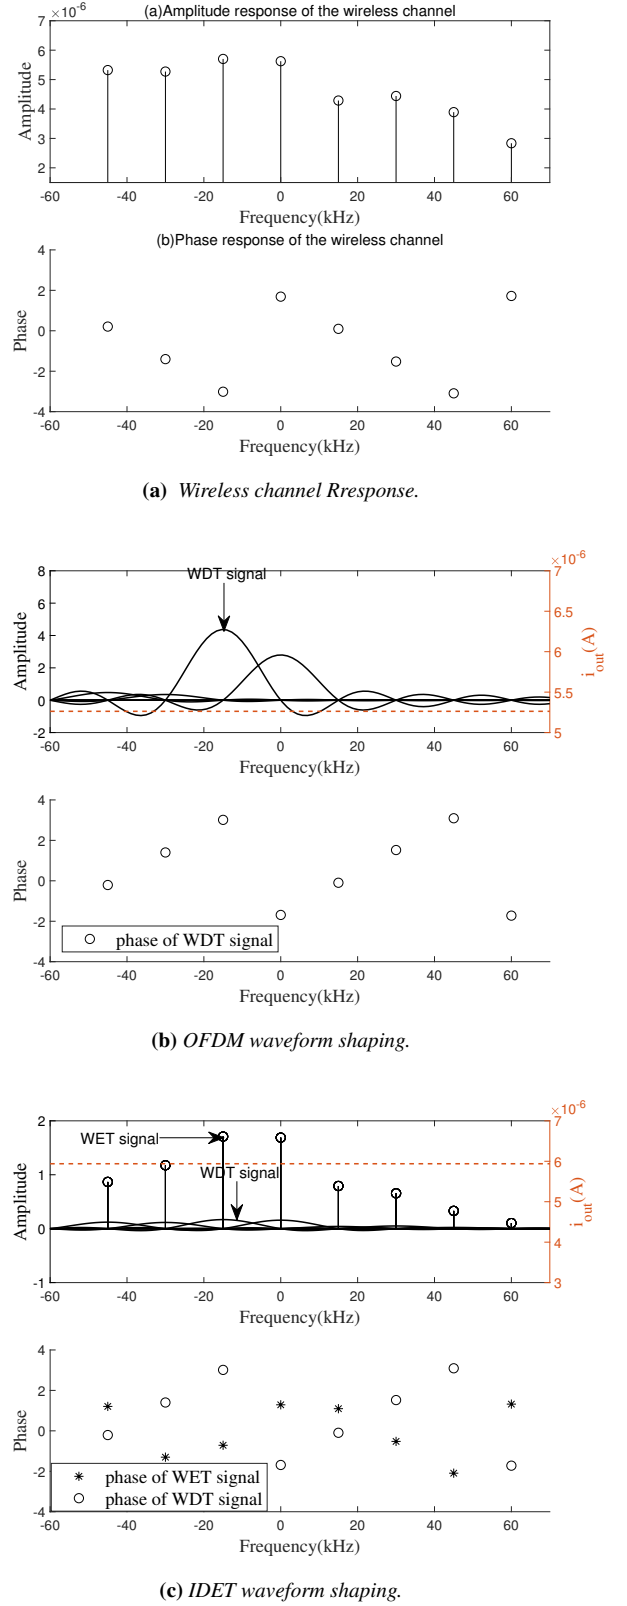 (a)Amplitude response of the wireless channel
×10⁻⁶
7
6
5
4
3
2
Amplitude
-60 -40 -20 0 20 40 60
Frequency(kHz)
(b)Phase response of the wireless channel
4
2
0
-2
-4
Phase
-60 -40 -20 0 20 40 60
Frequency(kHz)
(a) Wireless channel Rresponse.
×10⁻⁶
8
6
4
2
0
-2
Amplitude
WDT signal
7
6.5
6
5.5
5
i_out(A)
-60 -40 -20 0 20 40 60
Frequency(kHz)
4
2
0
-2
-4
Phase
phase of WDT signal
-60 -40 -20 0 20 40 60
Frequency(kHz)
(b) OFDM waveform shaping.
×10⁻⁶
2
1
0
-1
Amplitude
WET signal
WDT signal
7
6
5
4
3
i_out(A)
-60 -40 -20 0 20 40 60
Frequency(kHz)
4
2
0
-2
-4
Phase
phase of WET signal
phase of WDT signal
-60 -40 -20 0 20 40 60
Frequency(kHz)
(c) IDET waveform shaping.